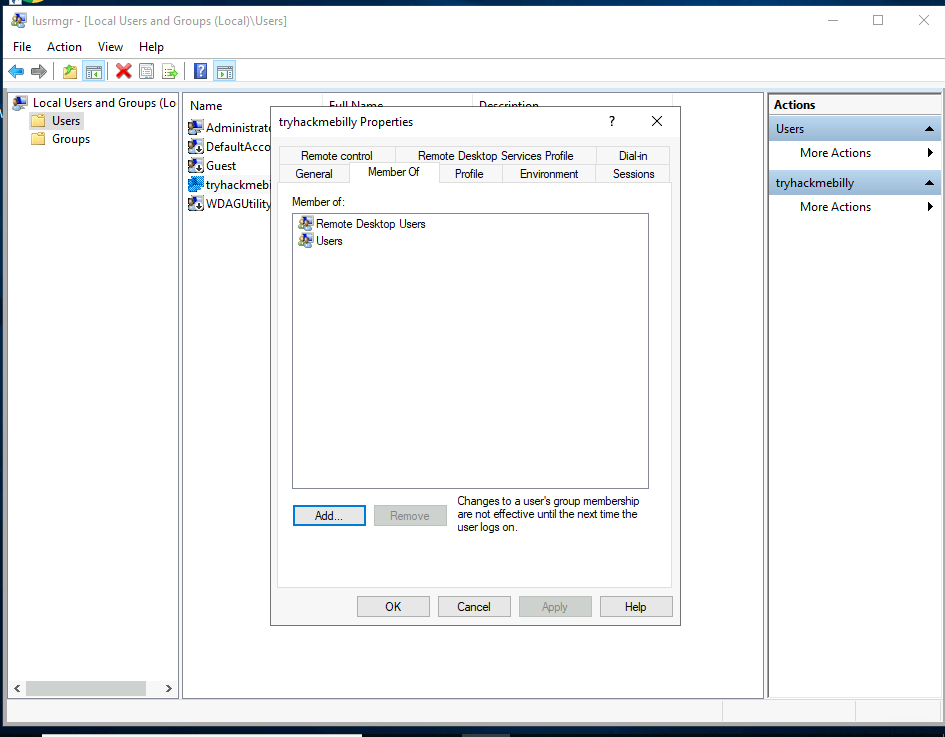 lusrmgr - [Local Users and Groups (Local)\Users]
File Action View Help
Local Users and Groups (Lo
Users
Groups
Name Full Name Description
Administrato
DefaultAcco
Guest
tryhackmebi
WDAGUtility
tryhackmebilly Properties
?
Remote control Remote Desktop Services Profile Dial-in
General Member Of Profile Environment Sessions
Member of:
Remote Desktop Users
Users
Add... Remove
Changes to a user's group membership
are not effective until the next time the
user logs on.
OK Cancel Apply Help
Actions
Users
More Actions
tryhackmebilly
More Actions